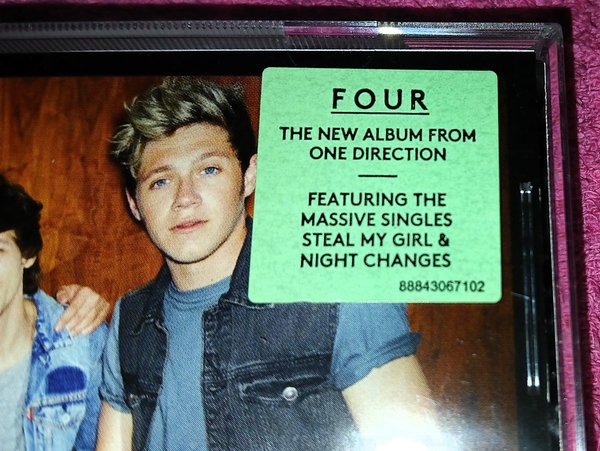 FOUR
THE NEW ALBUM FROM
ONE DIRECTION
FEATURING THE
MASSIVE SINGLES
STEAL MY GIRL &
NIGHT CHANGES
88843067102